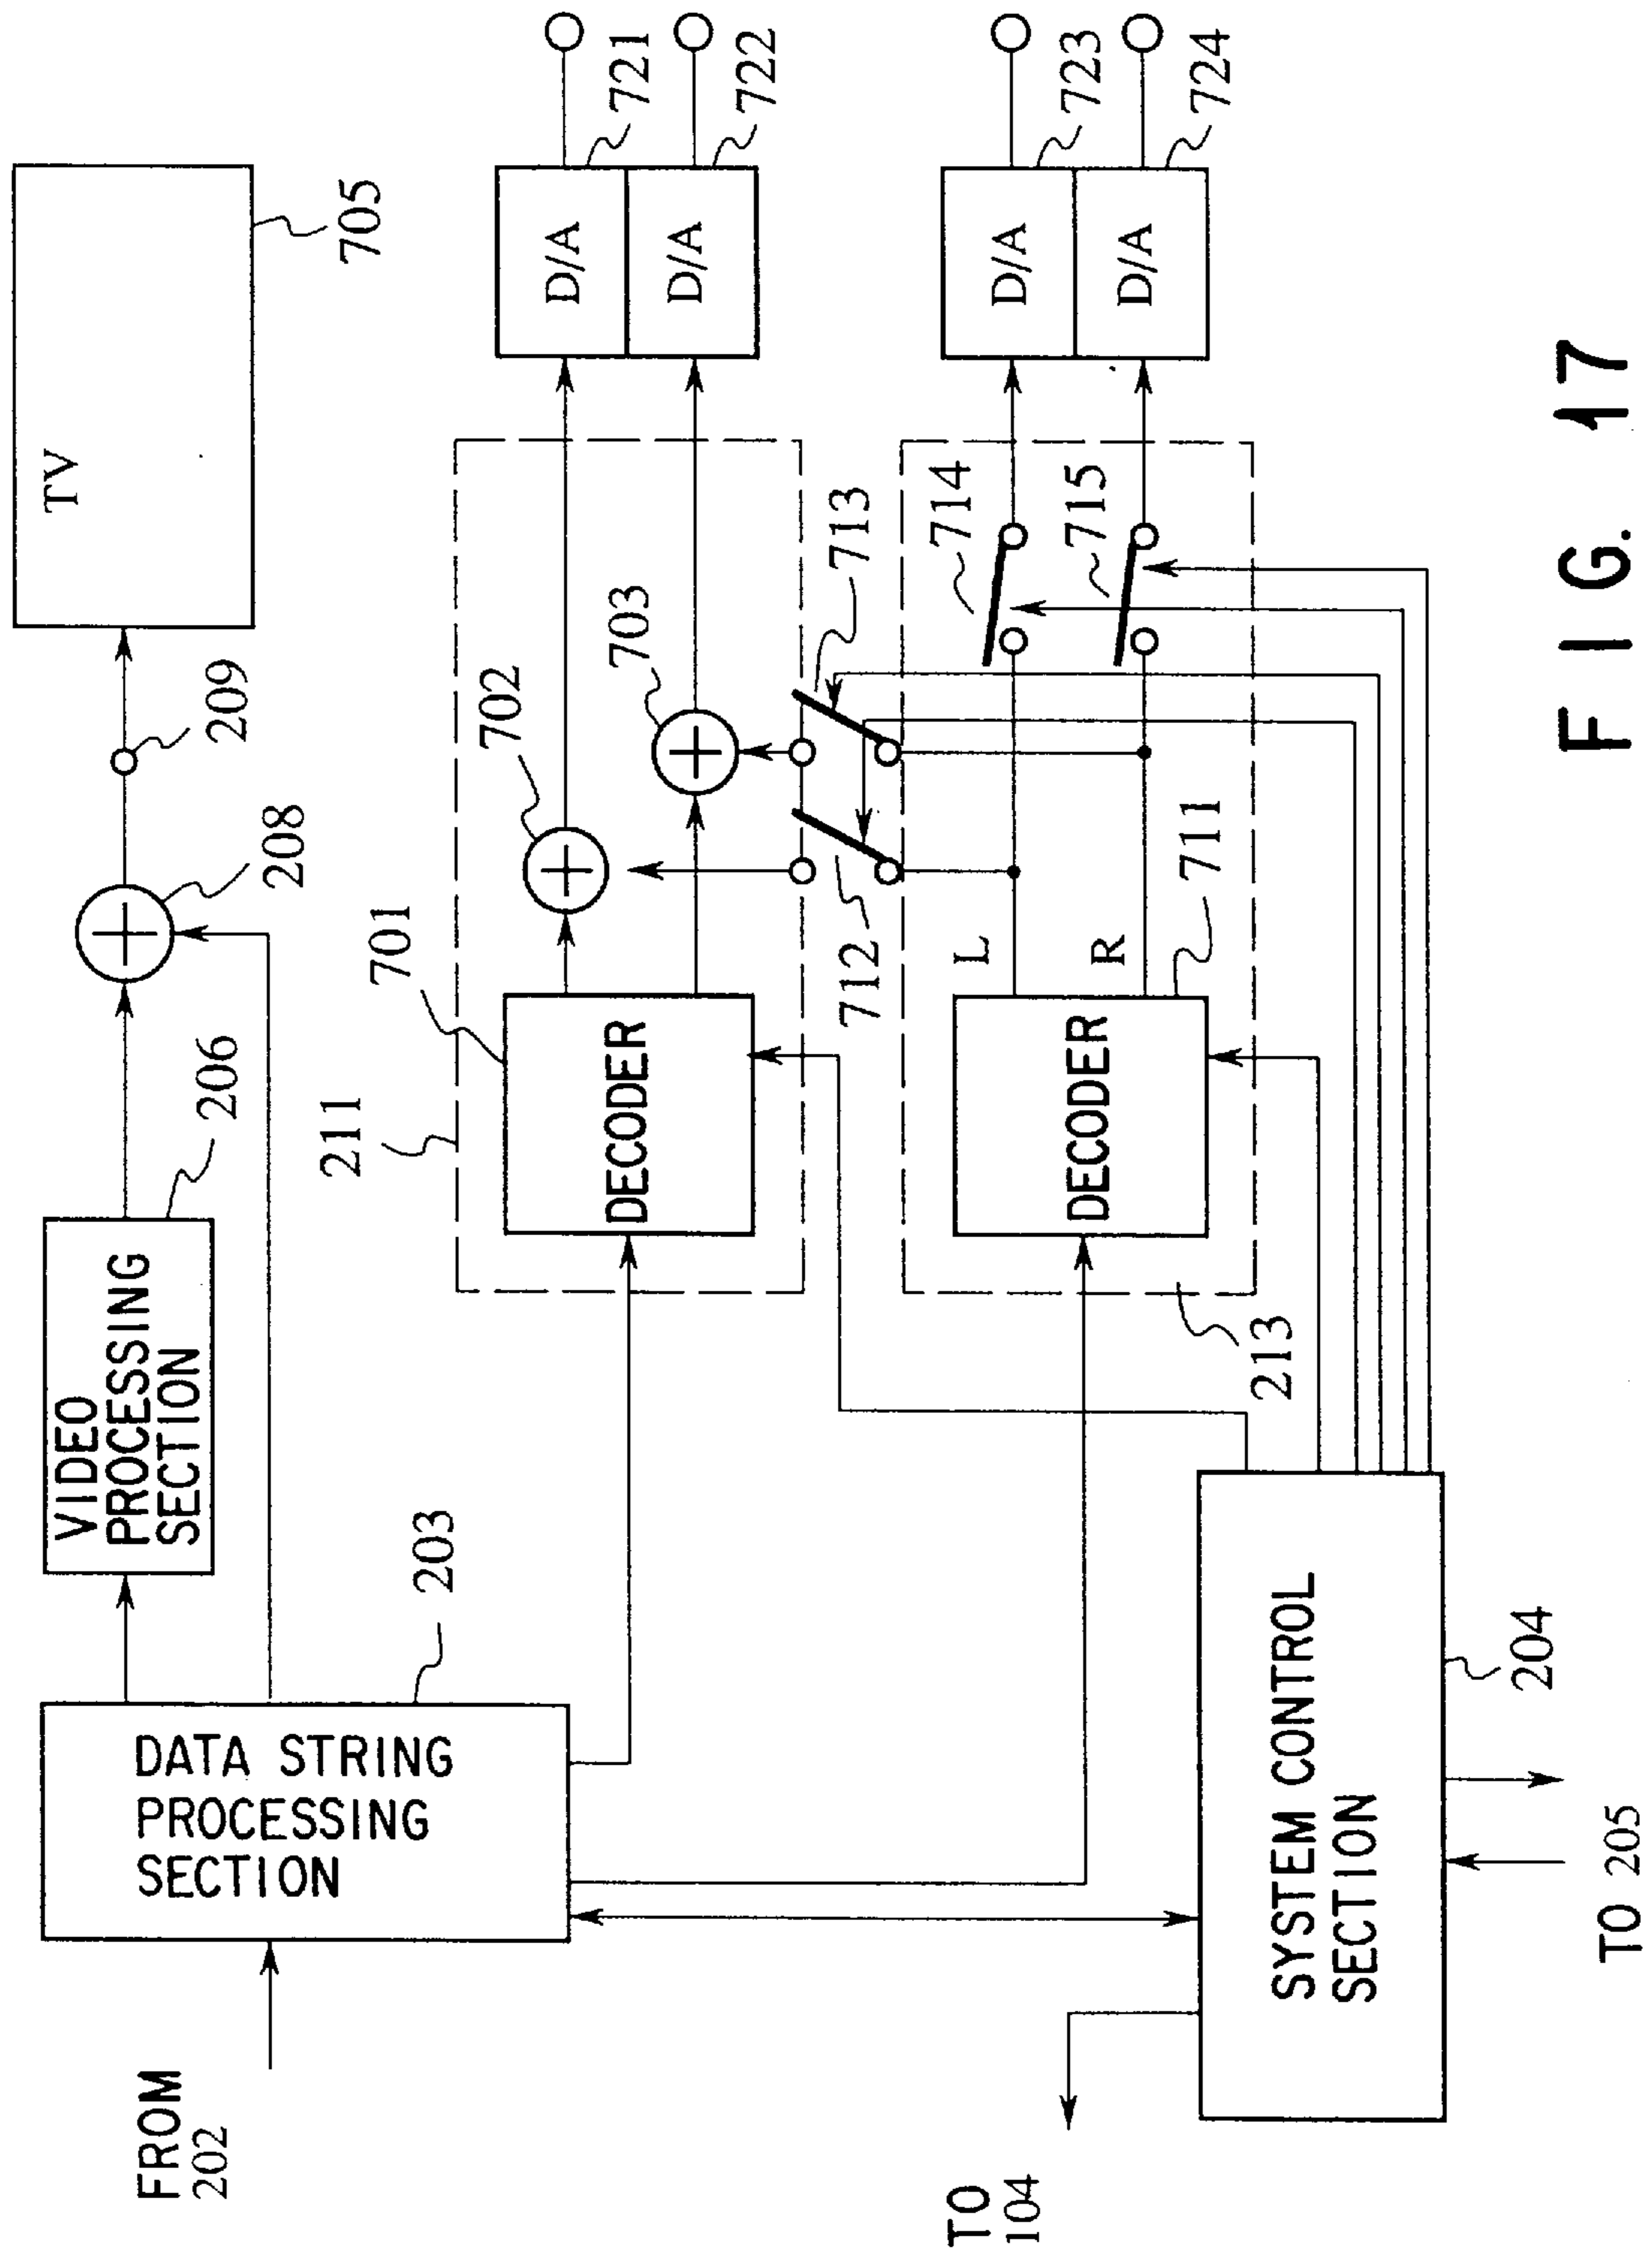 FROM
202
DATA STRING
PROCESSING
SECTION
203
VIDEO
PROCESSING
SECTION
206
208
209
TV
705
211
701
DECODER
702
703
D/A
721
D/A
722
712
713
213
DECODER
711
L
R
714
715
D/A
723
D/A
724
TO
104
SYSTEM CONTROL
SECTION
204
TO 205
FIG. 17